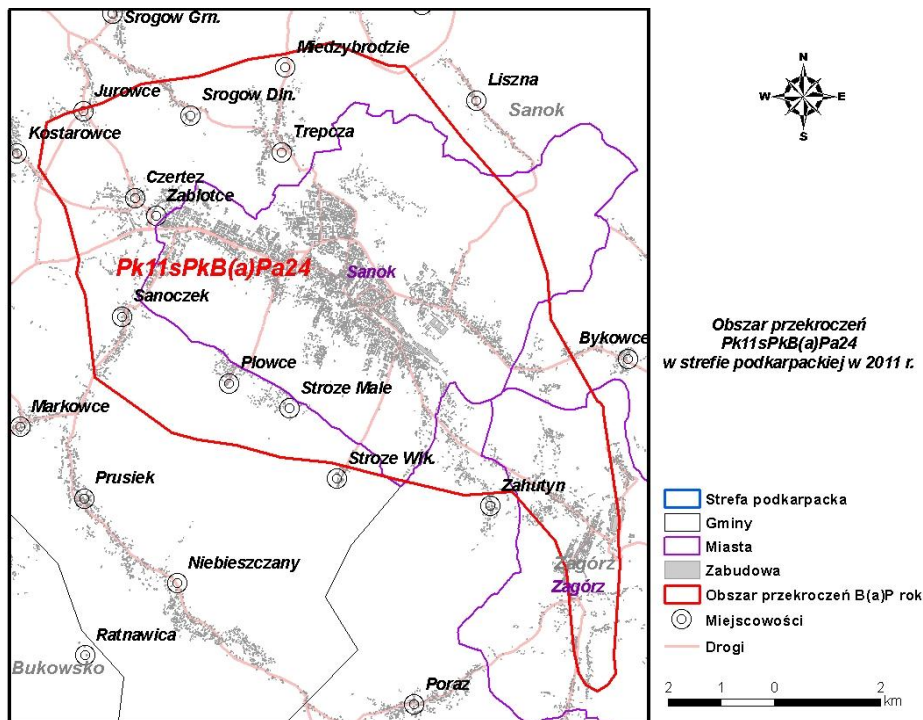 Srogow Grn.
Miedzybrodzie
Liszna
Sanok
Jurowce
Srogow Dln.
Kostarowce
Trepcza
Czertez
Zablotce
Pk11sPkB(a)Pa24
Sanok
Sanoczek
Bykowce
Plowce
Stroze Male
Markowce
Stroze Wlk.
Prusiek
Zahutyn
Niebieszczany
Zagórz
Zagórz
Ratnawica
Bukowsko
Poraz
N
W
E
S
Obszar przekroczeń
Pk11sPkB(a)Pa24
w strefie podkarpackiej w 2011 r.
Strefa podkarpacka
Gminy
Miasta
Zabudowa
Obszar przekroczeń B(a)P rok
Miejscowości
Drogi
2 1 0 2
km